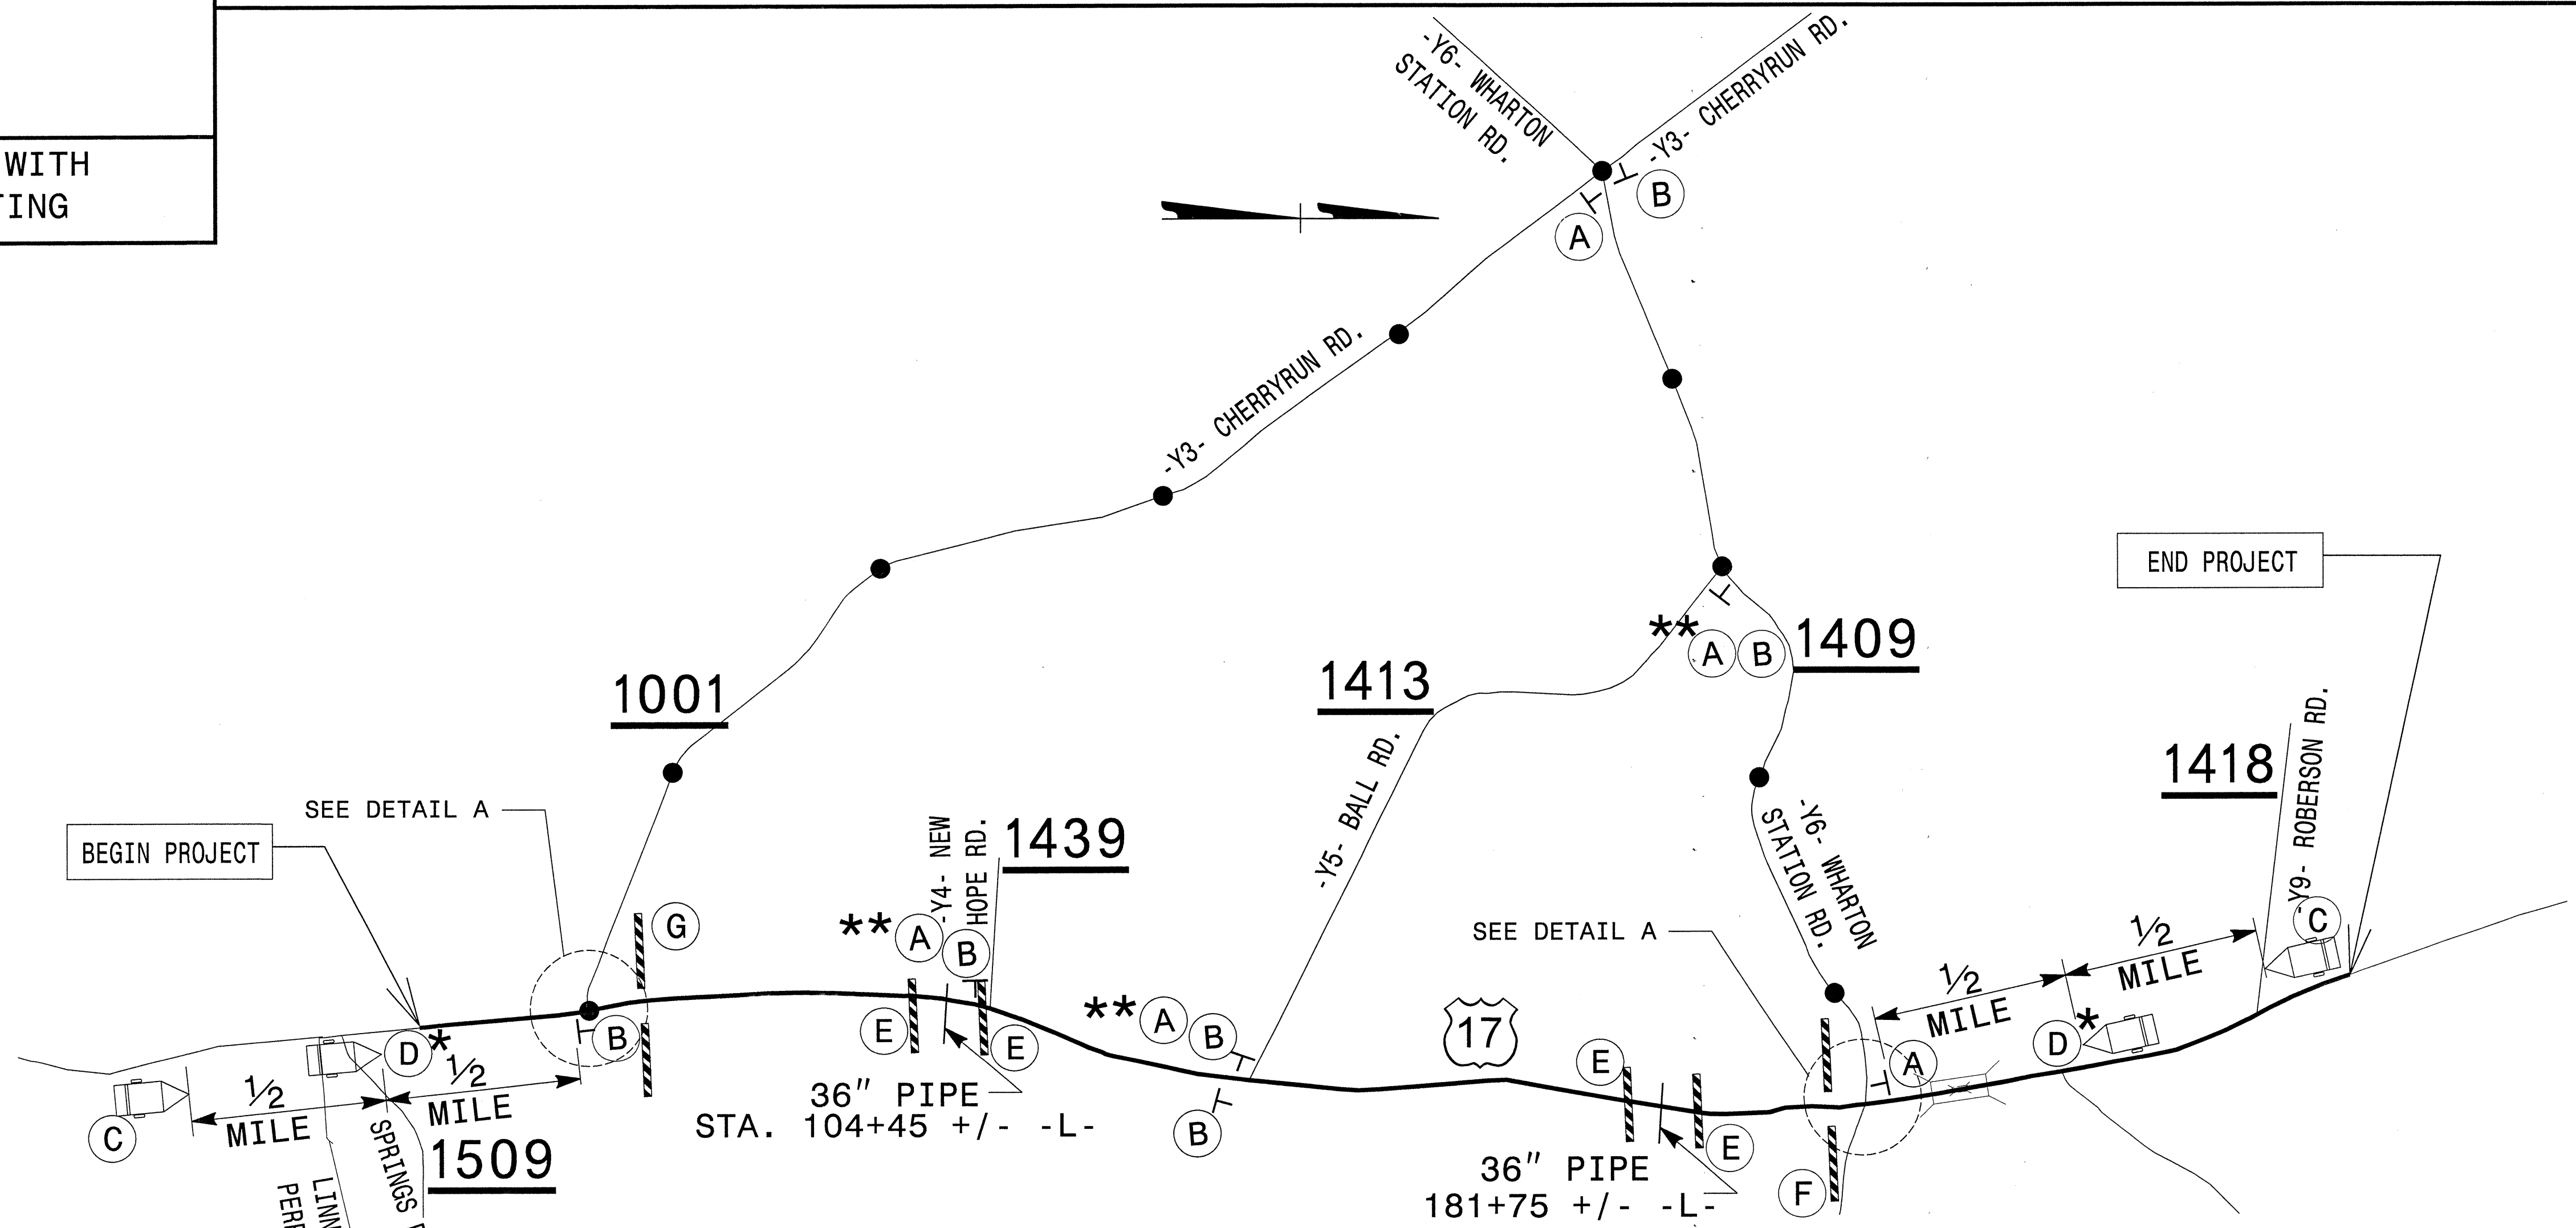 WITH
TING
-Y6- WHARTON
STATION RD.
-Y3- CHERRYRUN RD.
B
A
-Y3- CHERRYRUN RD.
END PROJECT
**
A B
1409
1413
1001
-Y9- ROBERSON RD.
1418
SEE DETAIL A
BEGIN PROJECT
-Y5- BALL RD.
-Y6- WHARTON
STATION RD.
-Y4- NEW
HOPE RD.
1439
G
** A
B
C
SEE DETAIL A
1/2
MILE
1/2
MILE
** A
B
17
D *
B
E
E
E
A
D *
1/2
MILE
1/2
MILE
C
36" PIPE
STA. 104+45 +/- -L-
B
E
36" PIPE
181+75 +/- -L-
F
1509
SPRINGS